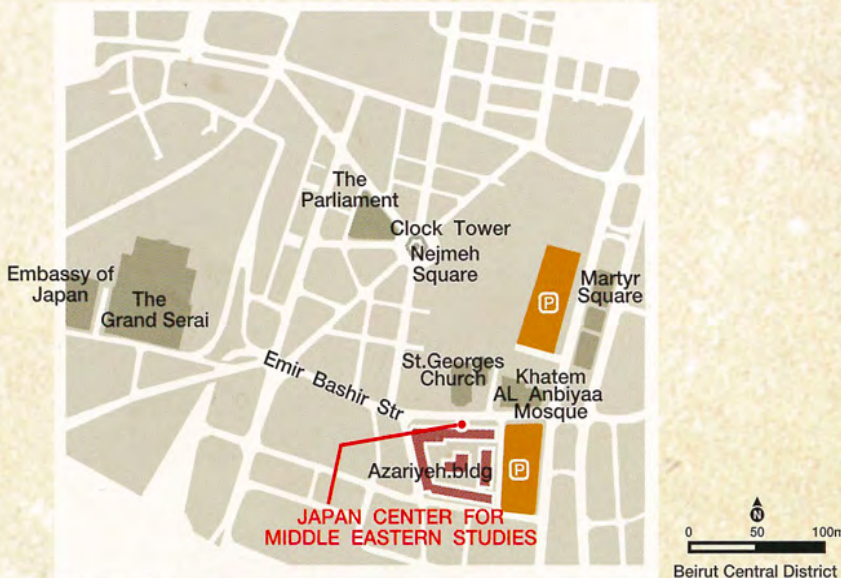 The
Parliament
Clock Tower
Nejmeh
Square
Embassy of
Japan
The
Grand Serai
P
Martyr
Square
Emir Bashir Str
St.Georges
Church
Khatem
AL Anbiyaa
Mosque
Azariyeh.bldg
P
JAPAN CENTER FOR
MIDDLE EASTERN STUDIES
N
0 50 100m
Beirut Central District